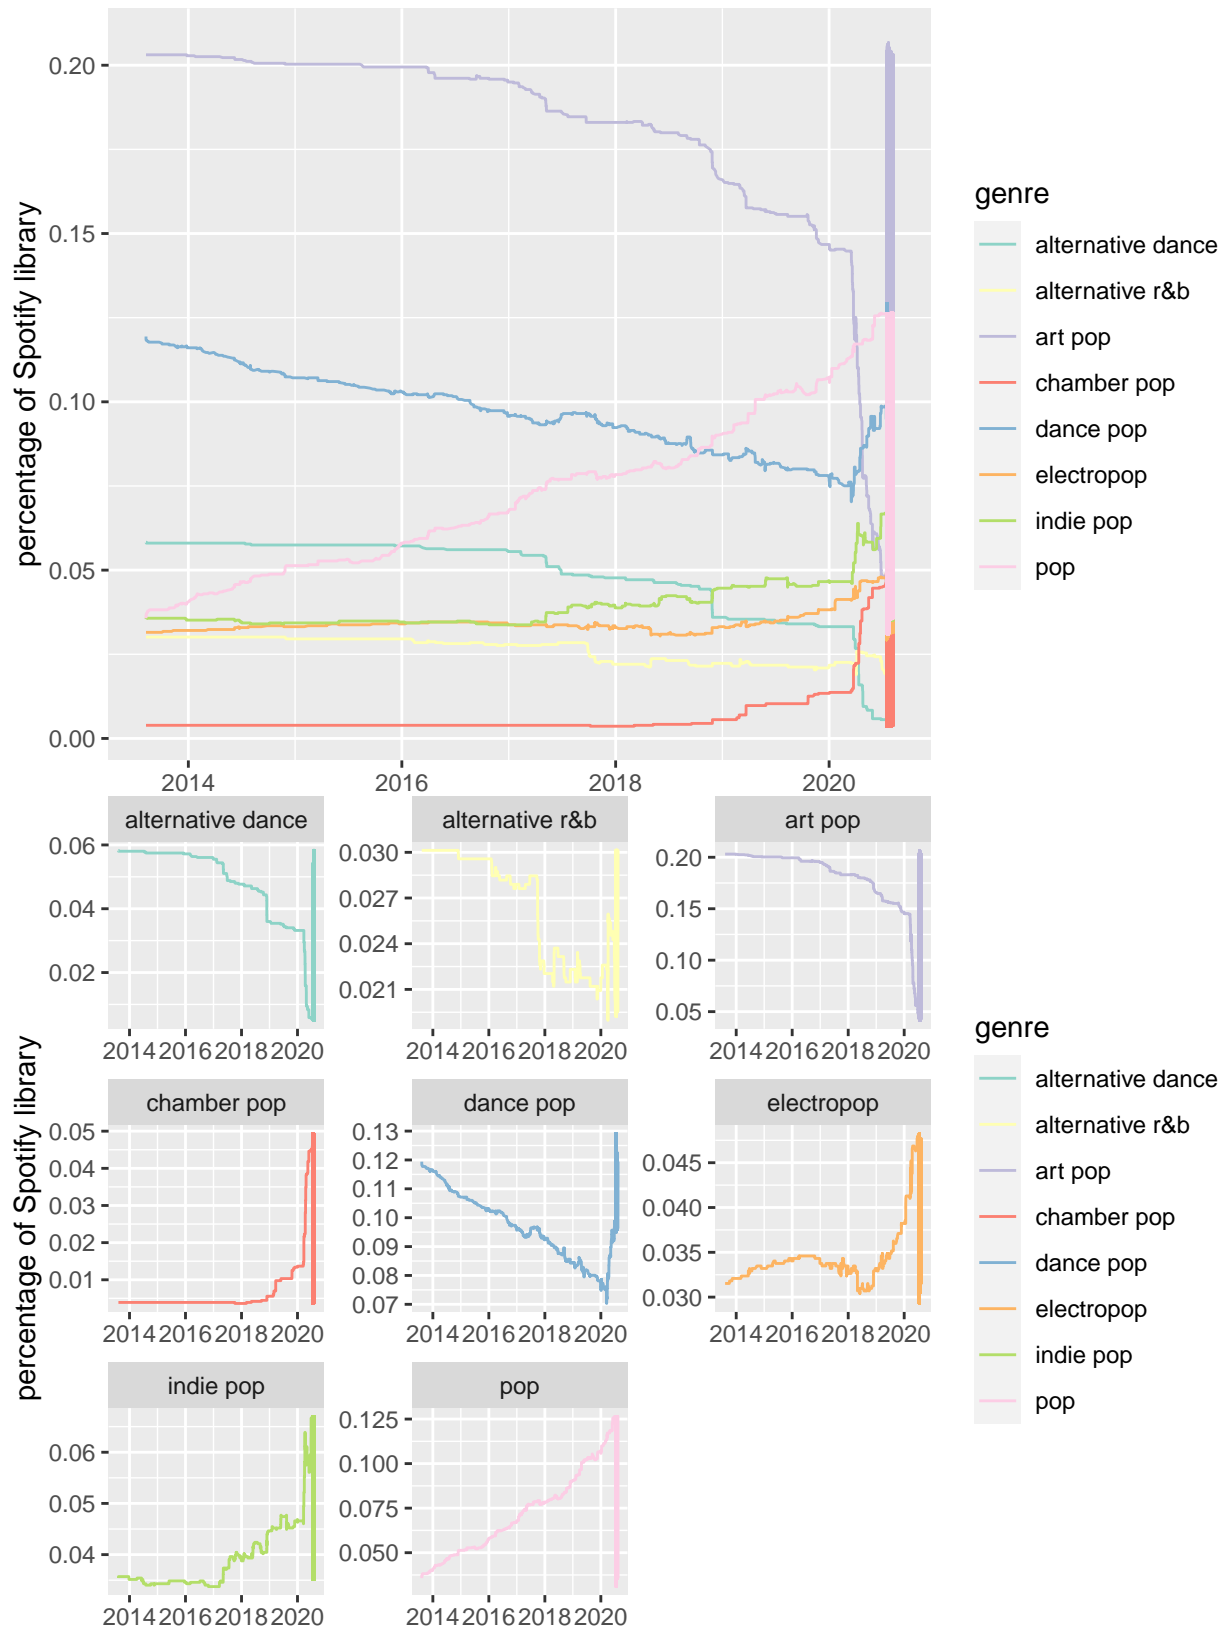 percentage of Spotify library
0.20
0.15
0.10
0.05
0.00
2014 2016 2018 2020
genre
alternative dance
alternative r&b
art pop
chamber pop
dance pop
electropop
indie pop
pop
percentage of Spotify library
alternative dance
0.06
0.04
0.02
2014 2016 2018 2020
alternative r&b
0.030
0.027
0.024
0.021
2014 2016 2018 2020
art pop
0.20
0.15
0.10
0.05
2014 2016 2018 2020
chamber pop
0.05
0.04
0.03
0.02
0.01
2014 2016 2018 2020
dance pop
0.13
0.12
0.11
0.10
0.09
0.08
0.07
2014 2016 2018 2020
electropop
0.045
0.040
0.035
0.030
2014 2016 2018 2020
indie pop
0.06
0.05
0.04
2014 2016 2018 2020
pop
0.125
0.100
0.075
0.050
2014 2016 2018 2020
genre
alternative dance
alternative r&b
art pop
chamber pop
dance pop
electropop
indie pop
pop